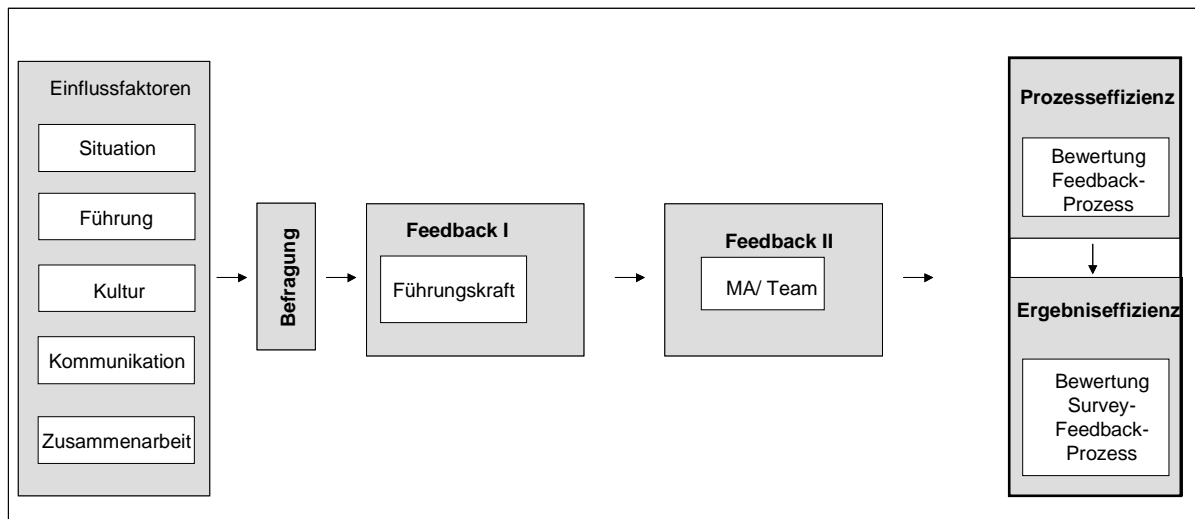 Einflussfaktoren
Situation
Führung
Kultur
Kommunikation
Zusammenarbeit
Befragung
Feedback I
Führungskraft
Feedback II
MA/ Team
Prozesseffizienz
Bewertung
Feedback-
Prozess
Ergebniseffizienz
Bewertung
Survey-
Feedback-
Prozess